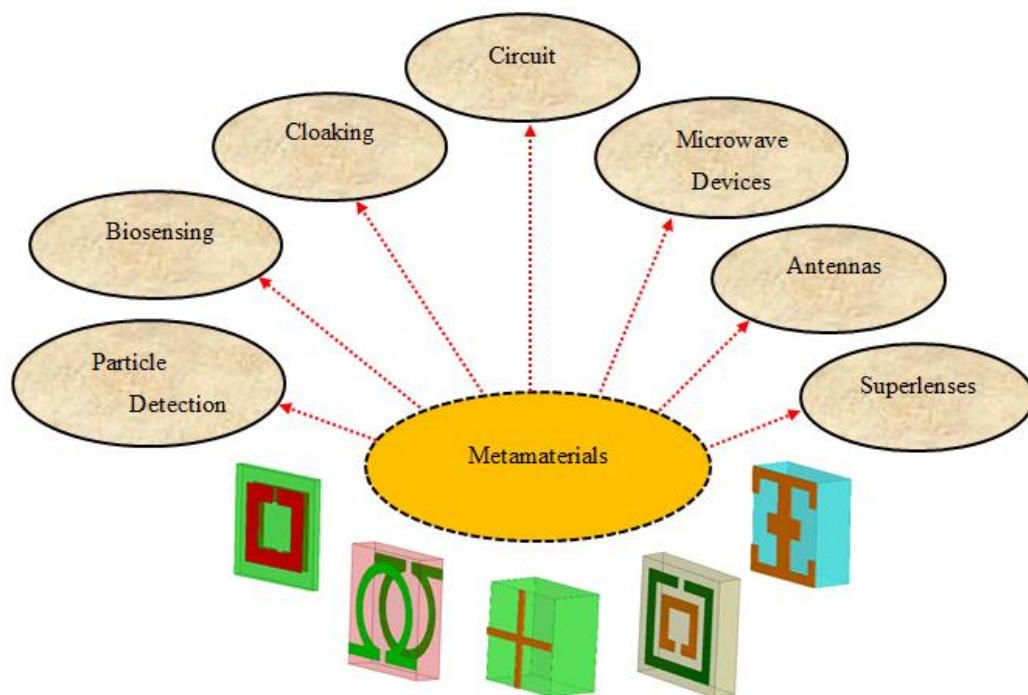 Circuit
Cloaking
Microwave
Devices
Biosensing
Antennas
Particle
Detection
Superlenses
Metamaterials